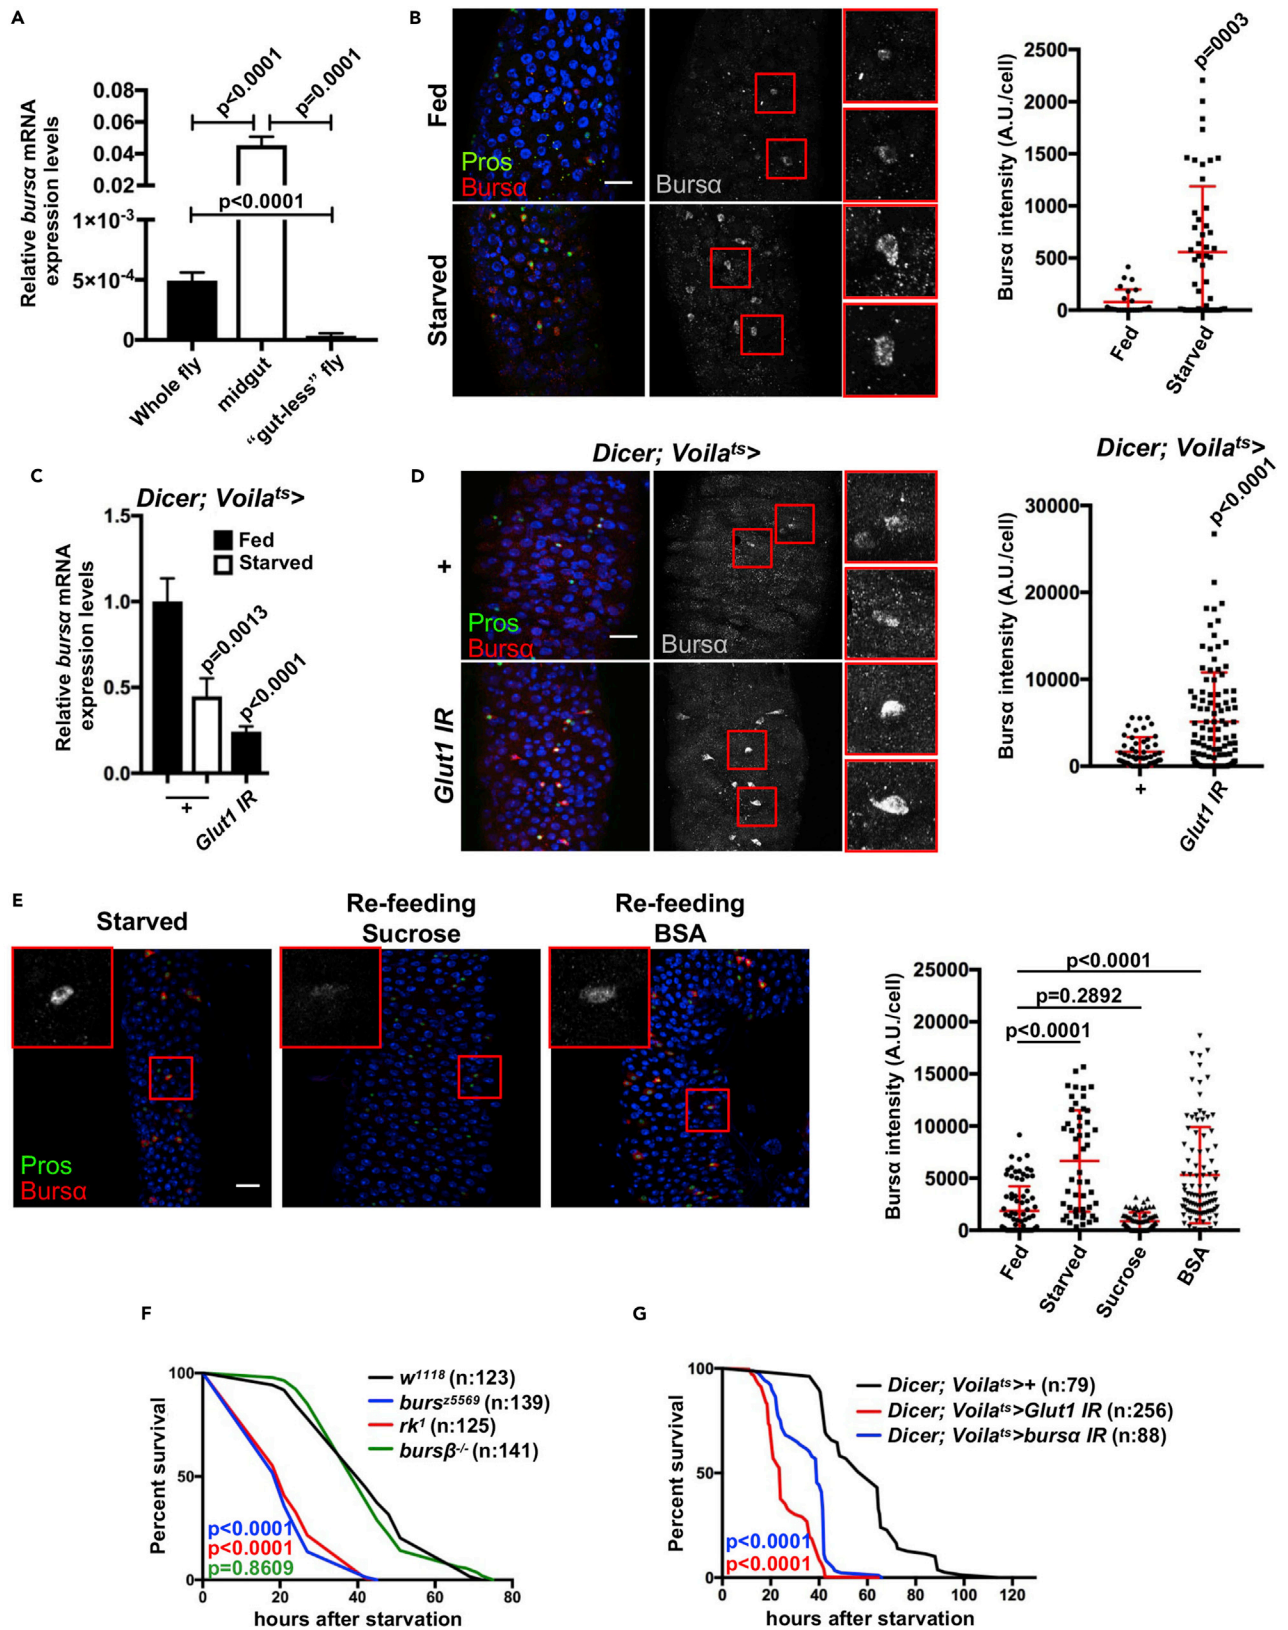 A
Relative bursα mRNA
expression levels
0.08
0.06
0.04
0.02
1×10⁻³
5×10⁻⁴
0
p<0.0001
p=0.0001
p<0.0001
Whole fly
midgut
“gut-less” fly
B
Fed
Starved
Pros
Bursα
Bursα
Bursα intensity (A.U./cell)
2500
2000
1500
1000
500
0
p=0003
Fed
Starved
C
Dicer; Voilaᵗˢ>
Relative bursα mRNA
expression levels
1.5
1.0
0.5
0.0
Fed
Starved
p=0.0013
p<0.0001
+
Glut1 IR
D
Dicer; Voilaᵗˢ>
+
Glut1 IR
Pros
Bursα
Bursα
Dicer; Voilaᵗˢ>
Bursα intensity (A.U./cell)
30000
20000
10000
0
p<0.0001
+
Glut1 IR
E
Starved
Re-feeding
Sucrose
Re-feeding
BSA
Pros
Bursα
Bursα intensity (A.U./cell)
25000
20000
15000
10000
5000
0
p<0.0001
p=0.2892
p<0.0001
Fed
Starved
Sucrose
BSA
F
Percent survival
100
50
0
w¹¹¹⁸ (n:123)
bursᶻ⁵⁵⁶⁹ (n:139)
rk¹ (n:125)
bursβ⁻/⁻ (n:141)
p<0.0001
p<0.0001
p=0.8609
0 20 40 60 80
hours after starvation
G
Percent survival
100
50
0
Dicer; Voilaᵗˢ>+ (n:79)
Dicer; Voilaᵗˢ>Glut1 IR (n:256)
Dicer; Voilaᵗˢ>bursα IR (n:88)
p<0.0001
p<0.0001
0 20 40 60 80 100 120
hours after starvation